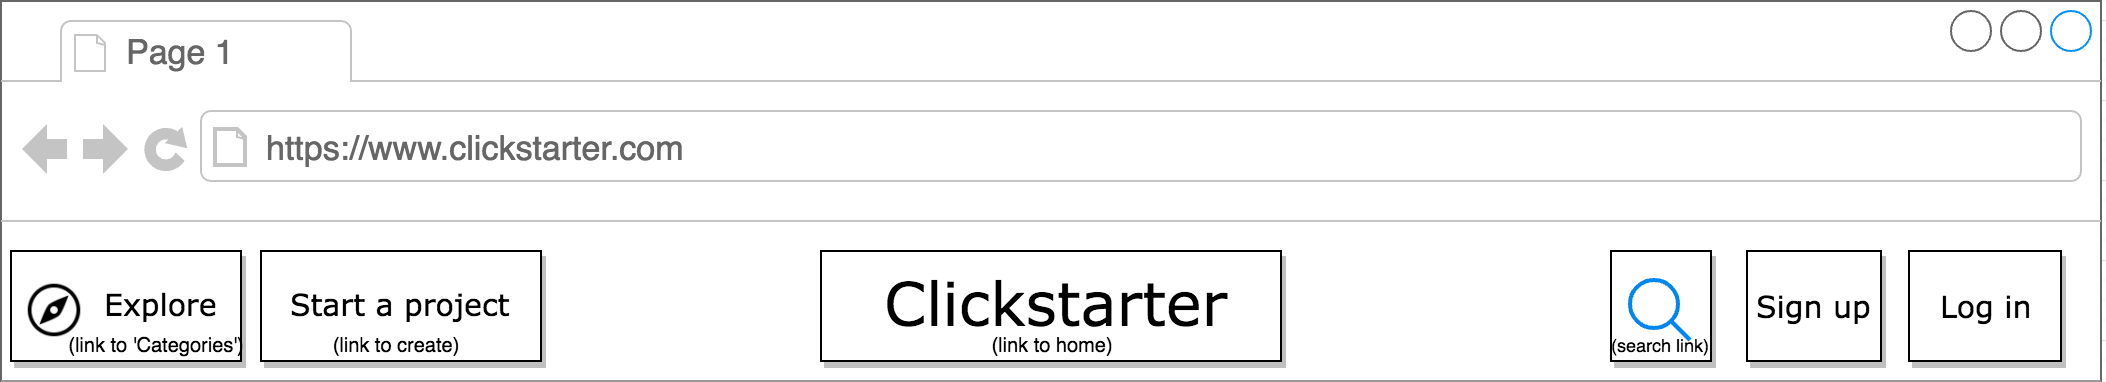 Page 1
https://www.clickstarter.com
Explore
(link to 'Categories')
Start a project
(link to create)
Clickstarter
(link to home)
(search link)
Sign up
Log in